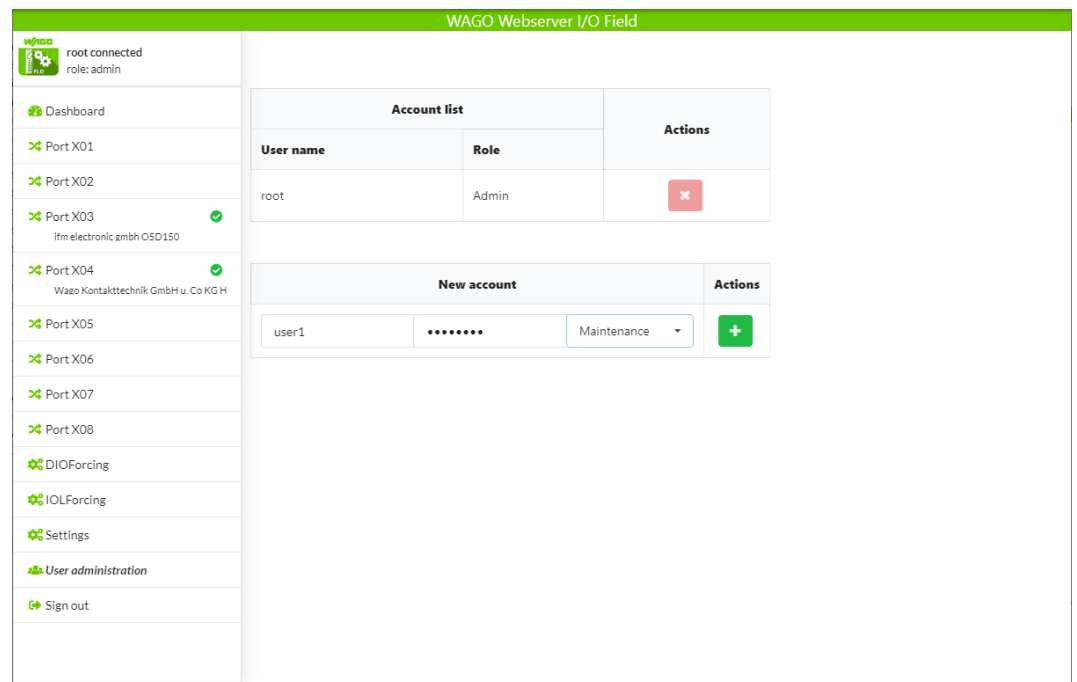 WAGO Webserver I/O Field
WAGO
FLD
root connected
role: admin
Dashboard
Port X01
Port X02
Port X03
ifm electronic gmbh O5D150
Port X04
Wago Kontakttechnik GmbH u. Co KG H
Port X05
Port X06
Port X07
Port X08
DIOForcing
IOLForcing
Settings
User administration
Sign out
Account list
Actions
User name Role
root Admin
New account Actions
user1 •••••••• Maintenance